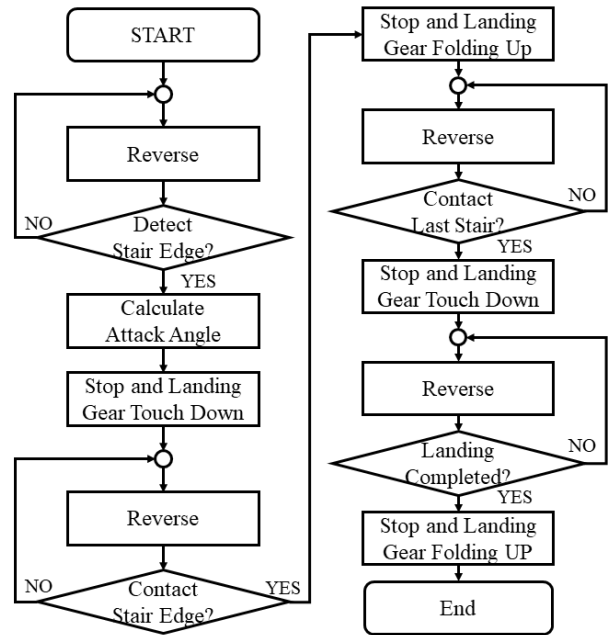 START
Reverse
NO
Detect
Stair Edge?
YES
Calculate
Attack Angle
Stop and Landing
Gear Touch Down
Reverse
NO
Contact
Stair Edge?
YES
Stop and Landing
Gear Folding Up
Reverse
Contact
Last Stair?
NO
YES
Stop and Landing
Gear Touch Down
Reverse
Landing
Completed?
NO
YES
Stop and Landing
Gear Folding UP
End